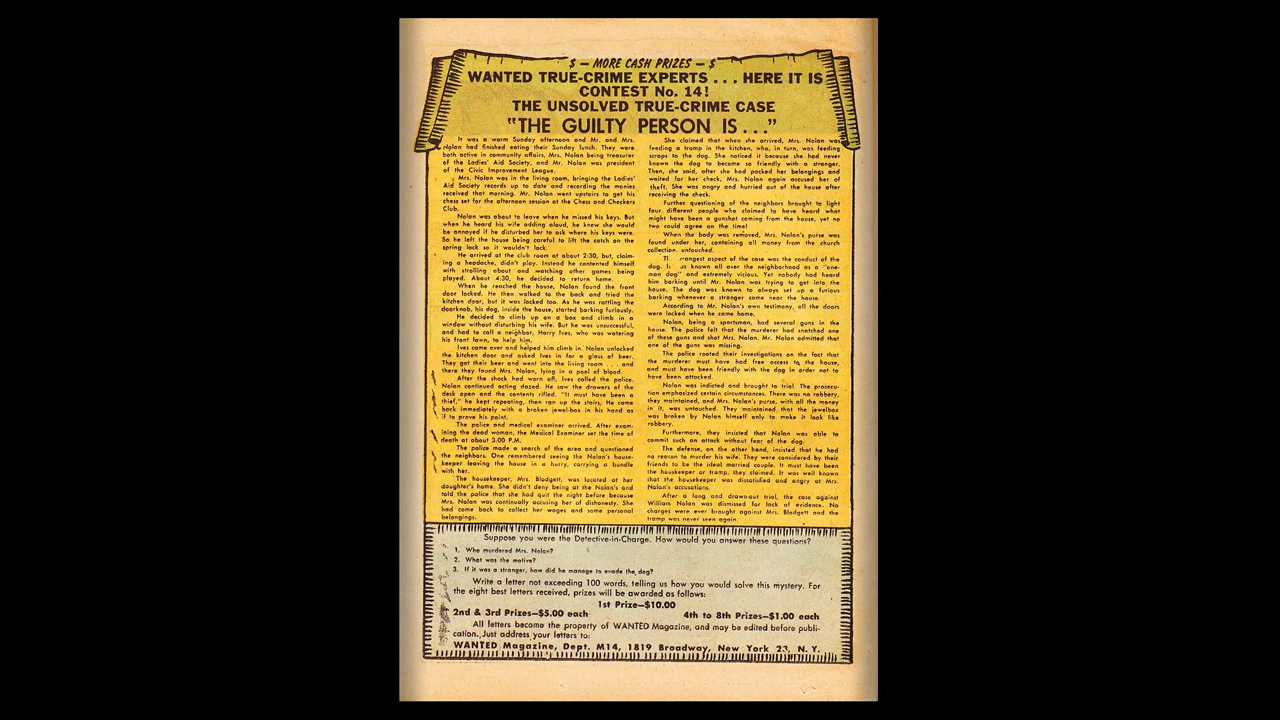 $ — MORE CASH PRIZES — $
WANTED TRUE-CRIME EXPERTS . . . HERE IT IS
CONTEST No. 14!
THE UNSOLVED TRUE-CRIME CASE
"THE GUILTY PERSON IS . . ."
It was a warm Sunday afternoon and Mr. and Mrs.
Nolan had finished eating their Sunday lunch. They were
both active in community affairs, Mrs. Nolan being treasurer
of the Ladies' Aid Society, and Mr. Nolan was president
of the Civic Improvement League.
Mrs. Nolan was in the living room, bringing the Ladies'
Aid Society records up to date and recording the monies
received that morning. Mr. Nolan went upstairs to get his
chess set for the afternoon session at the Chess and Checkers
Club.
Nolan was about to leave when he missed his keys. But
when he heard his wife adding aloud, he knew she would
be annoyed if he disturbed her to ask where his keys were.
So he left the house being careful to lift the catch on the
spring lock so it wouldn't lock.
He arrived at the club room at about 2:30, but, claim-
ing a headache, didn't play. Instead he contented himself
with strolling about and watching other games being
played. About 4:30, he decided to return home.
When he reached the house, Nolan found the front
door locked. He then walked to the back and tried the
kitchen door, but it was locked too. As he was rattling the
doorknob, his dog, inside the house, started barking furiously.
He decided to climb up on a box and climb in a
window without disturbing his wife. But he was unsuccessful,
and had to call a neighbor, Harry Ives, who was watering
his front lawn, to help him.
Ives came over and helped him climb in. Nolan unlocked
the kitchen door and asked Ives in for a glass of beer.
They got their beer and went into the living room . . . and
there they found Mrs. Nolan, lying in a pool of blood.
After the shock had worn off, Ives called the police.
Nolan continued acting dazed. He saw the drawers of the
desk open and the contents rifled. "It must have been a
thief," he kept repeating, then ran up the stairs. He came
back immediately with a broken jewel-box in his hand as
if to prove his point.
The police and medical examiner arrived. After exam-
ining the dead woman, the Medical Examiner set the time of
death at about 3:00 P.M.
The police made a search of the area and questioned
the neighbors. One remembered seeing the Nolan's house-
keeper leaving the house in a hurry, carrying a bundle
with her.
The housekeeper, Mrs. Blodgett, was located at her
daughter's home. She didn't deny being at the Nolan's and
told the police that she had quit the night before because
Mrs. Nolan was continually accusing her of dishonesty. She
had come back to collect her wages and some personal
belongings.
She claimed that when she arrived, Mrs. Nolan was
feeding a tramp in the kitchen, who, in turn, was feeding
scraps to the dog. She noticed it because she had never
known the dog to become so friendly with a stranger.
Then, she said, after she had packed her belongings and
waited for her check, Mrs. Nolan again accused her of
theft. She was angry and hurried out of the house after
receiving the check.
Further questioning of the neighbors brought to light
four different people who claimed to have heard what
might have been a gunshot coming from the house, yet no
two could agree on the time!
When the body was removed, Mrs. Nolan's purse was
found under her, containing all money from the church
collection untouched.
rangest aspect of the case was the conduct of the
dog. us known all over the neighborhood as a "one-
man dog" and extremely vicious. Yet nobody had heard
him barking until Mr. Nolan was trying to get into the
house. The dog was known to always set up a furious
barking whenever a stranger came near the house.
According to Mr. Nolan's own testimony, all the doors
were locked when he came home.
Nolan, being a sportsman, had several guns in the
house. The police felt that the murderer had snatched one
of these guns and shot Mrs. Nolan. Mr. Nolan admitted that
one of the guns was missing.
The police rooted their investigations on the fact that
the murderer must have had free access to the house,
and must have been friendly with the dog in order not to
have been attacked.
Nolan was indicted and brought to trial. The prosecu-
tion emphasized certain circumstances. There was no robbery,
they maintained, and Mrs. Nolan's purse, with all the money
in it, was untouched. They maintained that the jewelbox
was broken by Nolan himself only to make it look like
robbery.
Furthermore, they insisted that Nolan was able to
commit such an attack without fear of the dog.
The defense, on the other hand, insisted that he had
no reason to murder his wife. They were considered by their
friends to be the ideal married couple. It must have been
the houskeeper or tramp, they claimed. It was well known
that the housekeeper was dissatisfied and angry at Mrs.
Nolan's accusations.
After a long and drawn-out trial, the case against
William Nolan was dismissed for lack of evidence. No
charges were ever brought against Mrs. Blodgett and the
tramp was never seen again.
Suppose you were the Detective-in-Charge. How would you answer these questions?
1. Who murdered Mrs. Nolan?
2. What was the motive?
3. If it was a stranger, how did he manage to evade the dog?
Write a letter not exceeding 100 words, telling us how you would solve this mystery. For
the eight best letters received, prizes will be awarded as follows:
1st Prize—$10.00
2nd & 3rd Prizes—$5.00 each 4th to 8th Prizes—$1.00 each
All letters become the property of WANTED Magazine, and may be edited before publi-
cation. Just address your letters to:
WANTED Magazine, Dept. M14, 1819 Broadway, New York 23, N. Y.